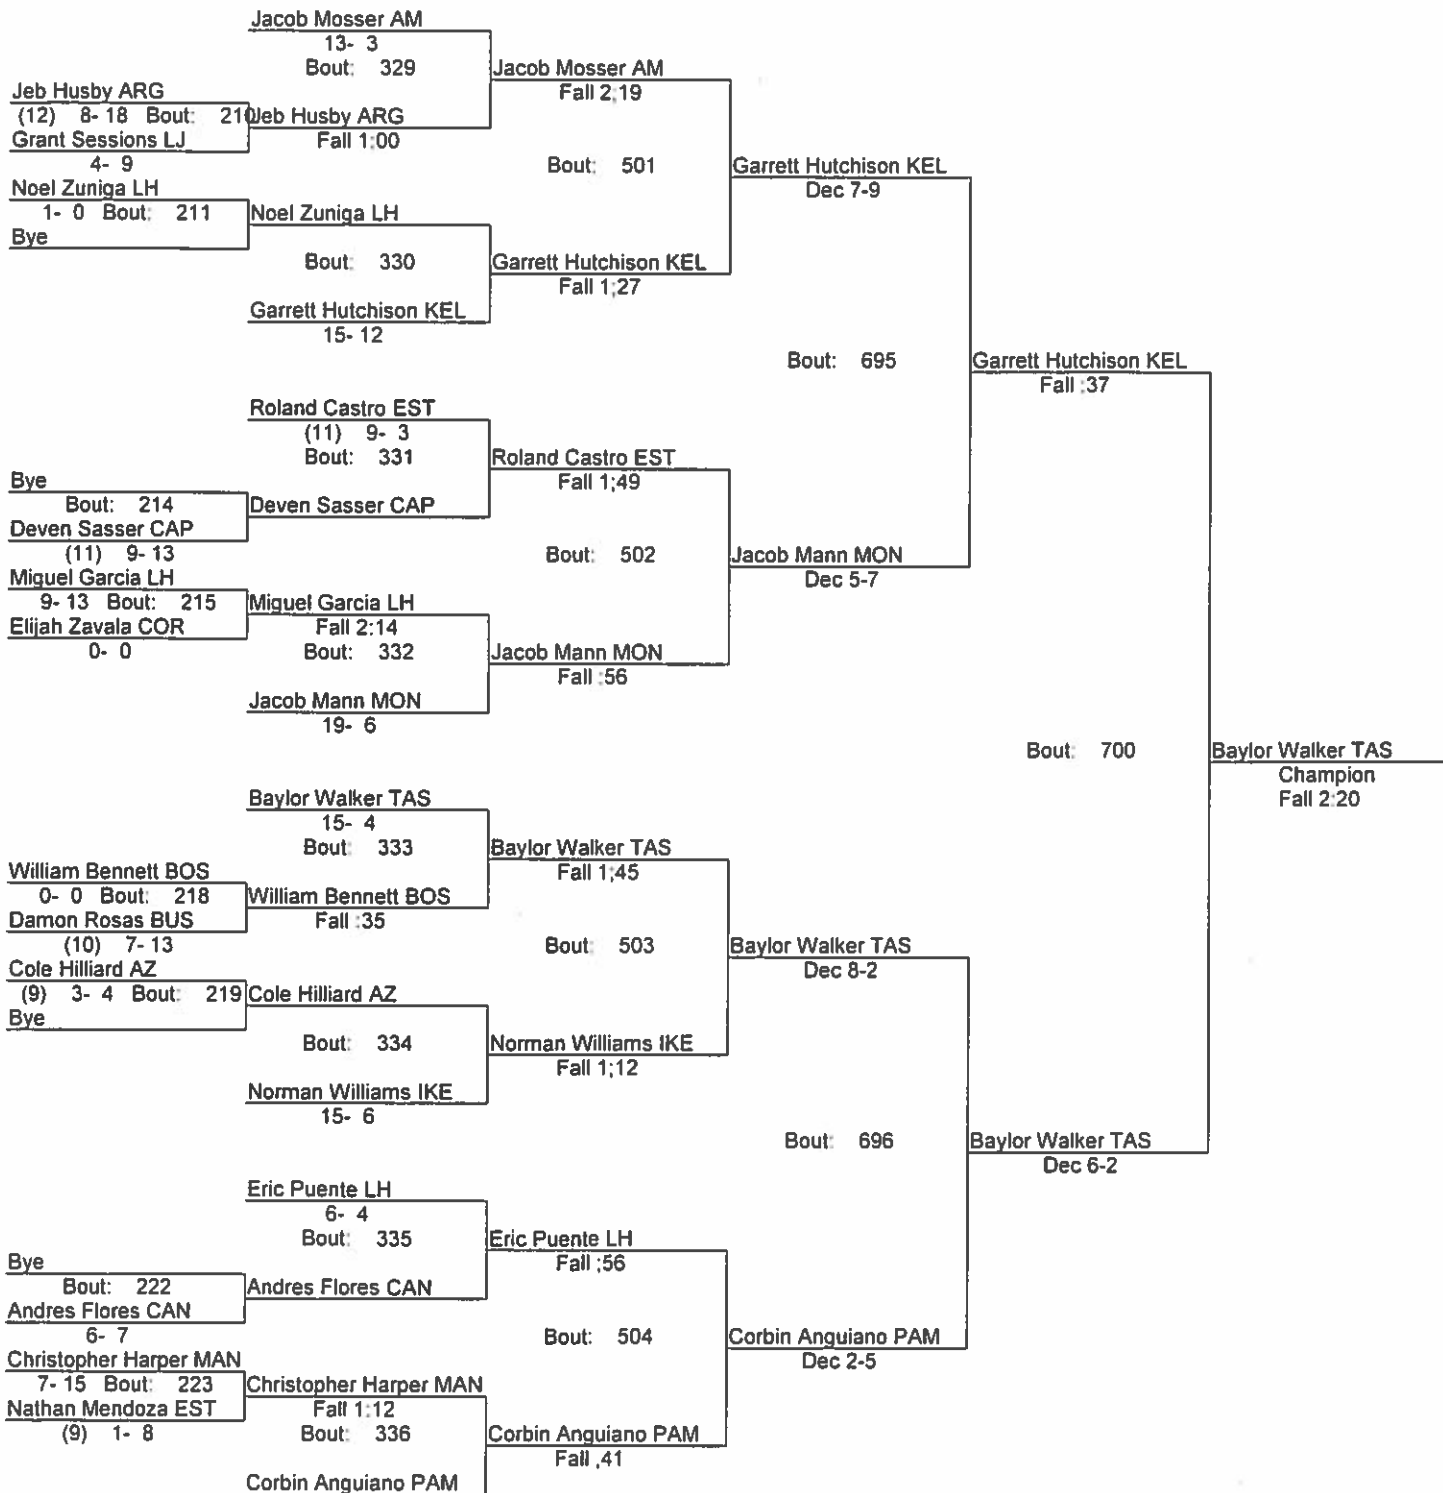 Jacob Mosser AM
13- 3
Bout: 329
Jacob Mosser AM
Jeb Husby ARG
Fall 2;19
(12) 8- 18 Bout: 210
Jeb Husby ARG
Grant Sessions LJ
Fall 1:00
4- 9
Bout: 501
Garrett Hutchison KEL
Noel Zuniga LH
Dec 7-9
1- 0 Bout: 211
Noel Zuniga LH
Bye
Bout: 330
Garrett Hutchison KEL
Fall 1;27
Garrett Hutchison KEL
15- 12
Bout: 695
Garrett Hutchison KEL
Fall :37
Roland Castro EST
(11) 9- 3
Bout: 331
Roland Castro EST
Bye
Fall 1;49
Bout: 214
Deven Sasser CAP
Deven Sasser CAP
(11) 9- 13
Bout: 502
Jacob Mann MON
Miguel Garcia LH
Dec 5-7
9- 13 Bout: 215
Miguel Garcia LH
Elijah Zavala COR
Fall 2:14
0- 0
Bout: 332
Jacob Mann MON
Fall :56
Jacob Mann MON
19- 6
Bout: 700
Baylor Walker TAS
Champion
Fall 2:20
Baylor Walker TAS
15- 4
Bout: 333
Baylor Walker TAS
William Bennett BOS
Fall 1;45
0- 0 Bout: 218
William Bennett BOS
Damon Rosas BUS
Fall :35
(10) 7- 13
Bout: 503
Baylor Walker TAS
Cole Hilliard AZ
Dec 8-2
(9) 3- 4 Bout: 219
Cole Hilliard AZ
Bye
Bout: 334
Norman Williams IKE
Fall 1;12
Norman Williams IKE
15- 6
Bout: 696
Baylor Walker TAS
Dec 6-2
Eric Puente LH
6- 4
Bout: 335
Eric Puente LH
Bye
Fall ;56
Bout: 222
Andres Flores CAN
Andres Flores CAN
6- 7
Bout: 504
Corbin Anguiano PAM
Christopher Harper MAN
Dec 2-5
7- 15 Bout: 223
Christopher Harper MAN
Nathan Mendoza EST
Fall 1:12
(9) 1- 8
Bout: 336
Corbin Anguiano PAM
Fall ,41
Corbin Anguiano PAM